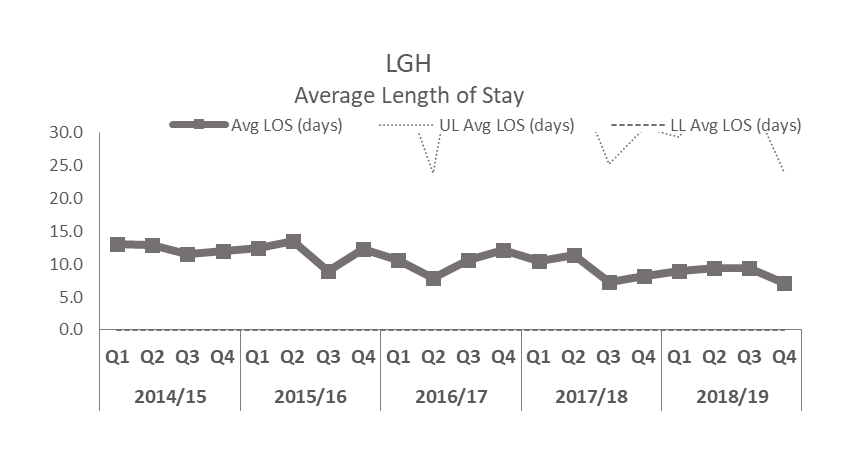 LGH
Average Length of Stay
Avg LOS (days) UL Avg LOS (days) LL Avg LOS (days)
30.0
25.0
20.0
15.0
10.0
5.0
0.0
Q1 Q2 Q3 Q4 Q1 Q2 Q3 Q4 Q1 Q2 Q3 Q4 Q1 Q2 Q3 Q4 Q1 Q2 Q3 Q4
2014/15 2015/16 2016/17 2017/18 2018/19